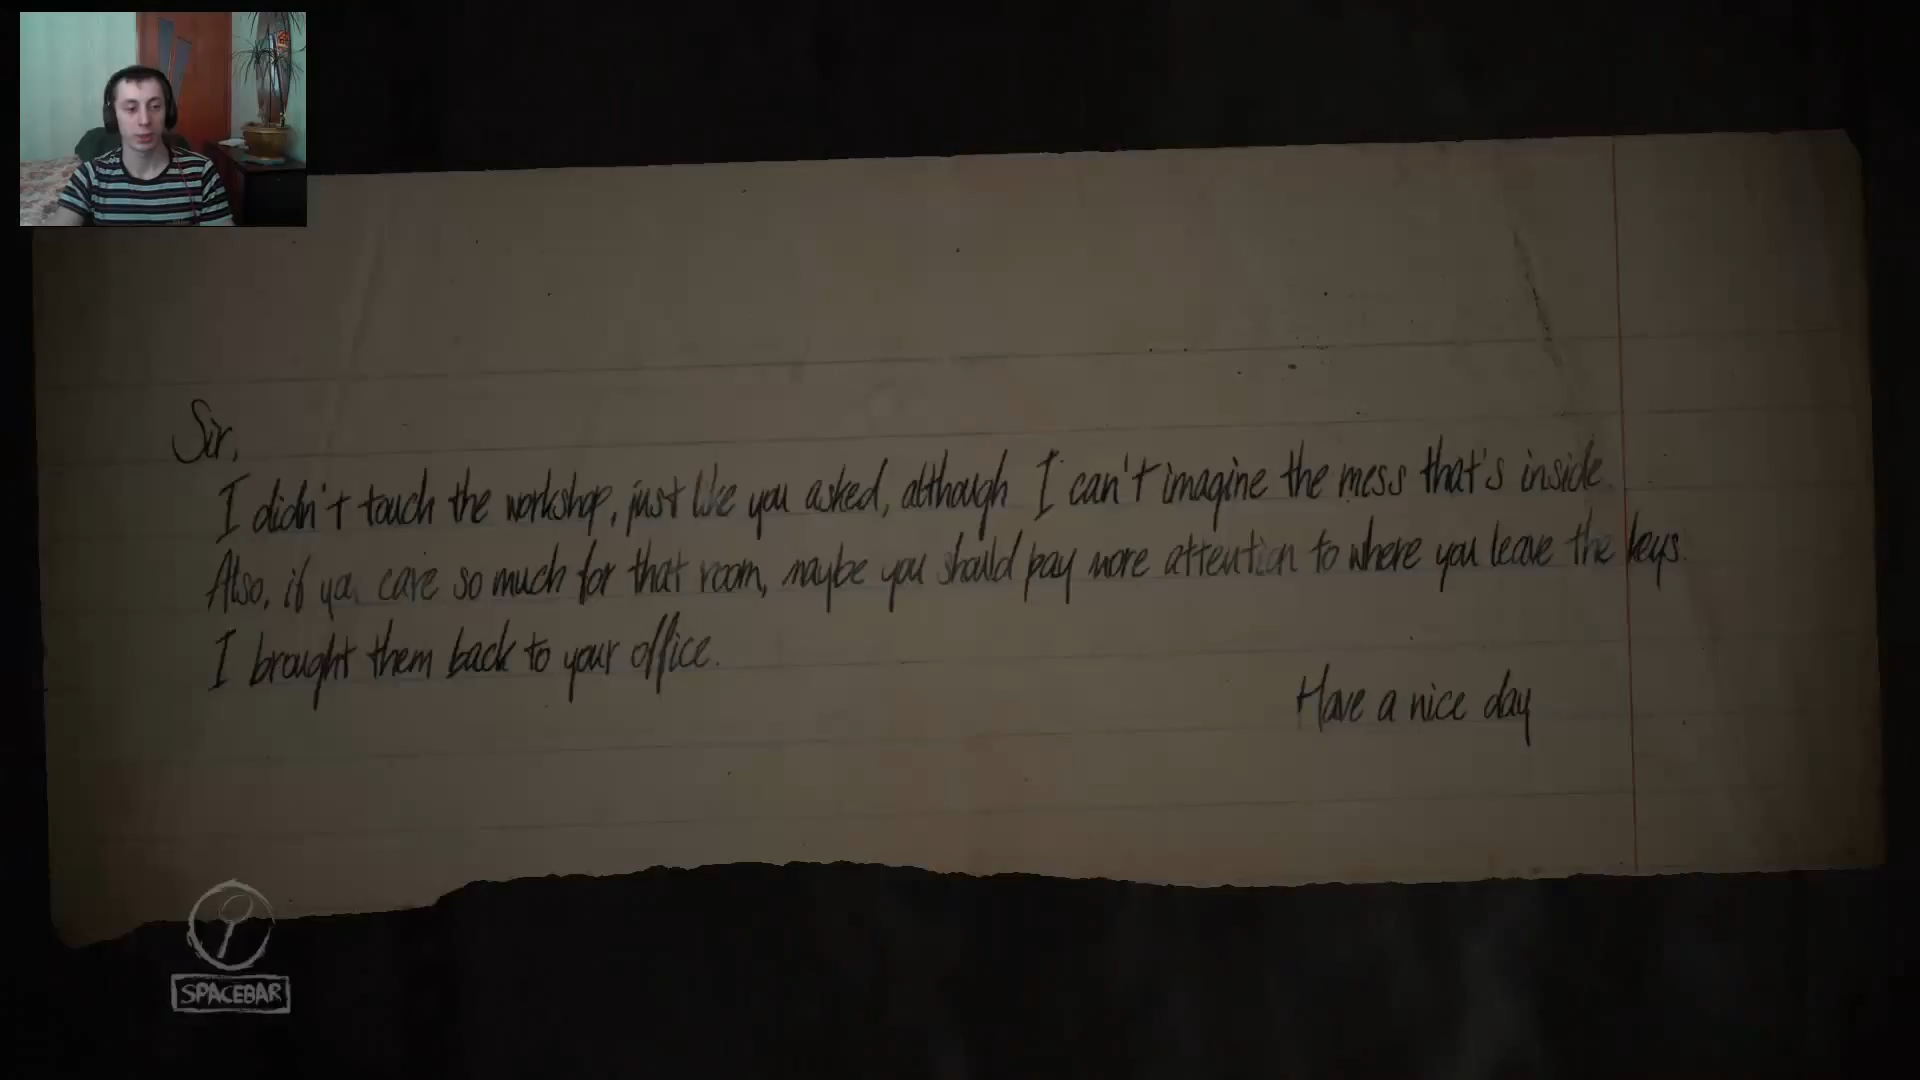 Sir,
I didn't touch the workshop, just like you asked, although I can't imagine the mess that's inside.
Also, if you care so much for that room, maybe you should pay more attention to where you leave the keys.
I brought them back to your office.
Have a nice day
SPACEBAR